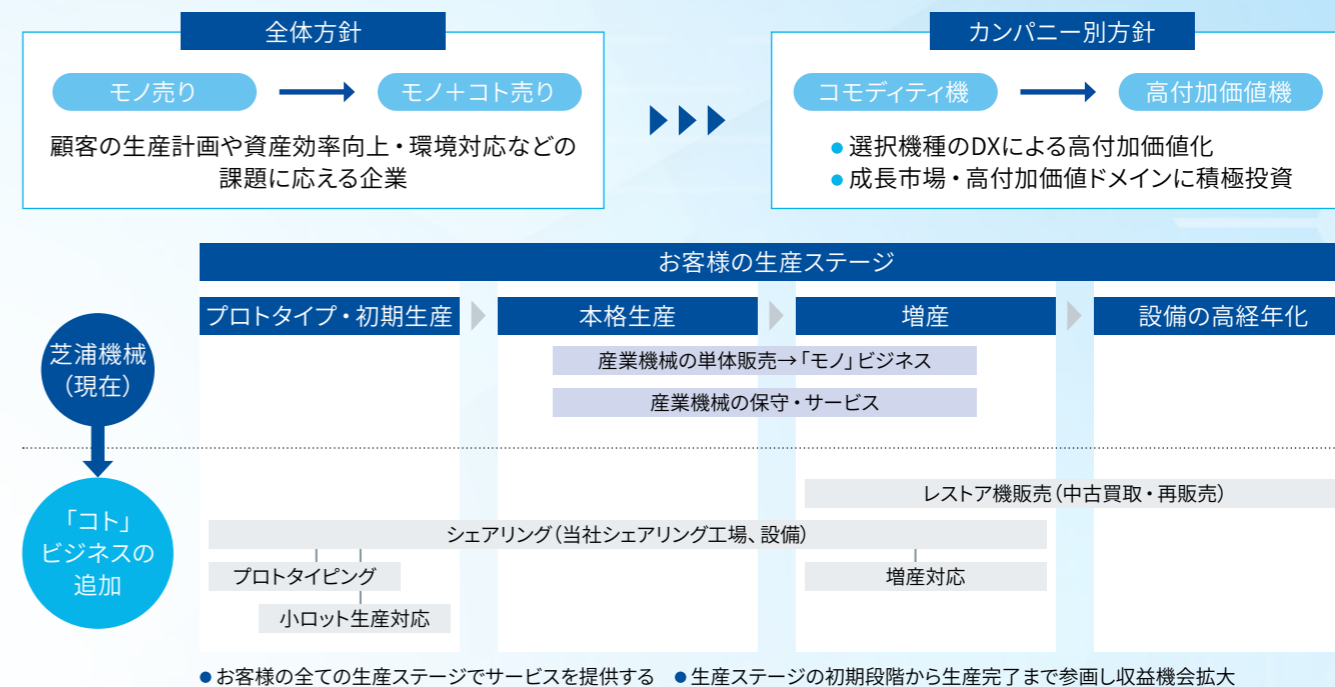 全体方針
モノ売り
モノ+コト売り
顧客の生産計画や資産効率向上・環境対応などの
課題に応える企業
カンパニー別方針
コモディティ機
高付加価値機
●選択機種のDXによる高付加価値化
●成長市場・高付加価値ドメインに積極投資
お客様の生産ステージ
プロトタイプ・初期生産
本格生産
増産
設備の高経年化
芝浦機械
(現在)
産業機械の単体販売→「モノ」ビジネス
産業機械の保守・サービス
「コト」
ビジネスの
追加
レストア機販売(中古買取・再販売)
シェアリング(当社シェアリング工場、設備)
プロトタイピング
増産対応
小ロット生産対応
●お客様の全ての生産ステージでサービスを提供する ●生産ステージの初期段階から生産完了まで参画し収益機会拡大